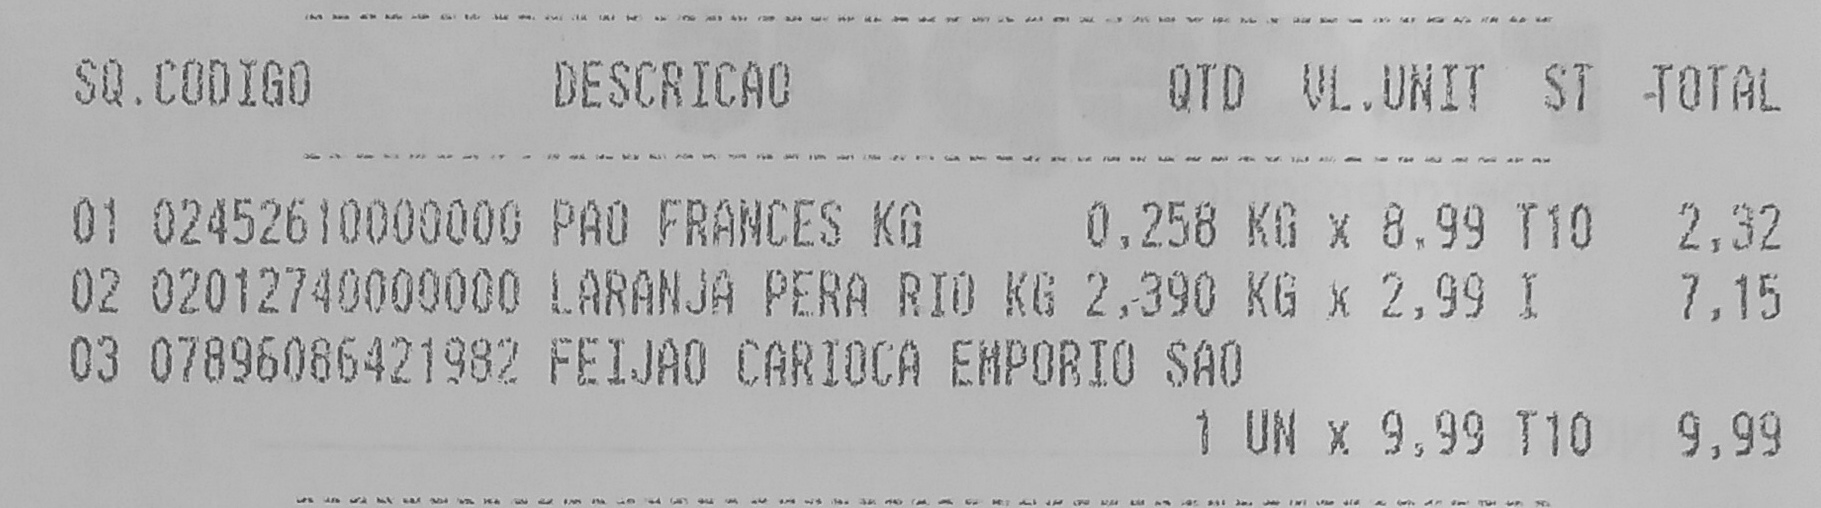 SQ.CODIGO DESCRICAO QTD VL.UNIT ST TOTAL
01 02452610000000 PAO FRANCES KG 0,258 KG x 8,99 T10 2,32
02 02012740000000 LARANJA PERA RIO KG 2,390 KG x 2,99 I 7,15
03 07896086421982 FEIJAO CARIOCA EMPORIO SAO
1 UN x 9,99 T10 9,99